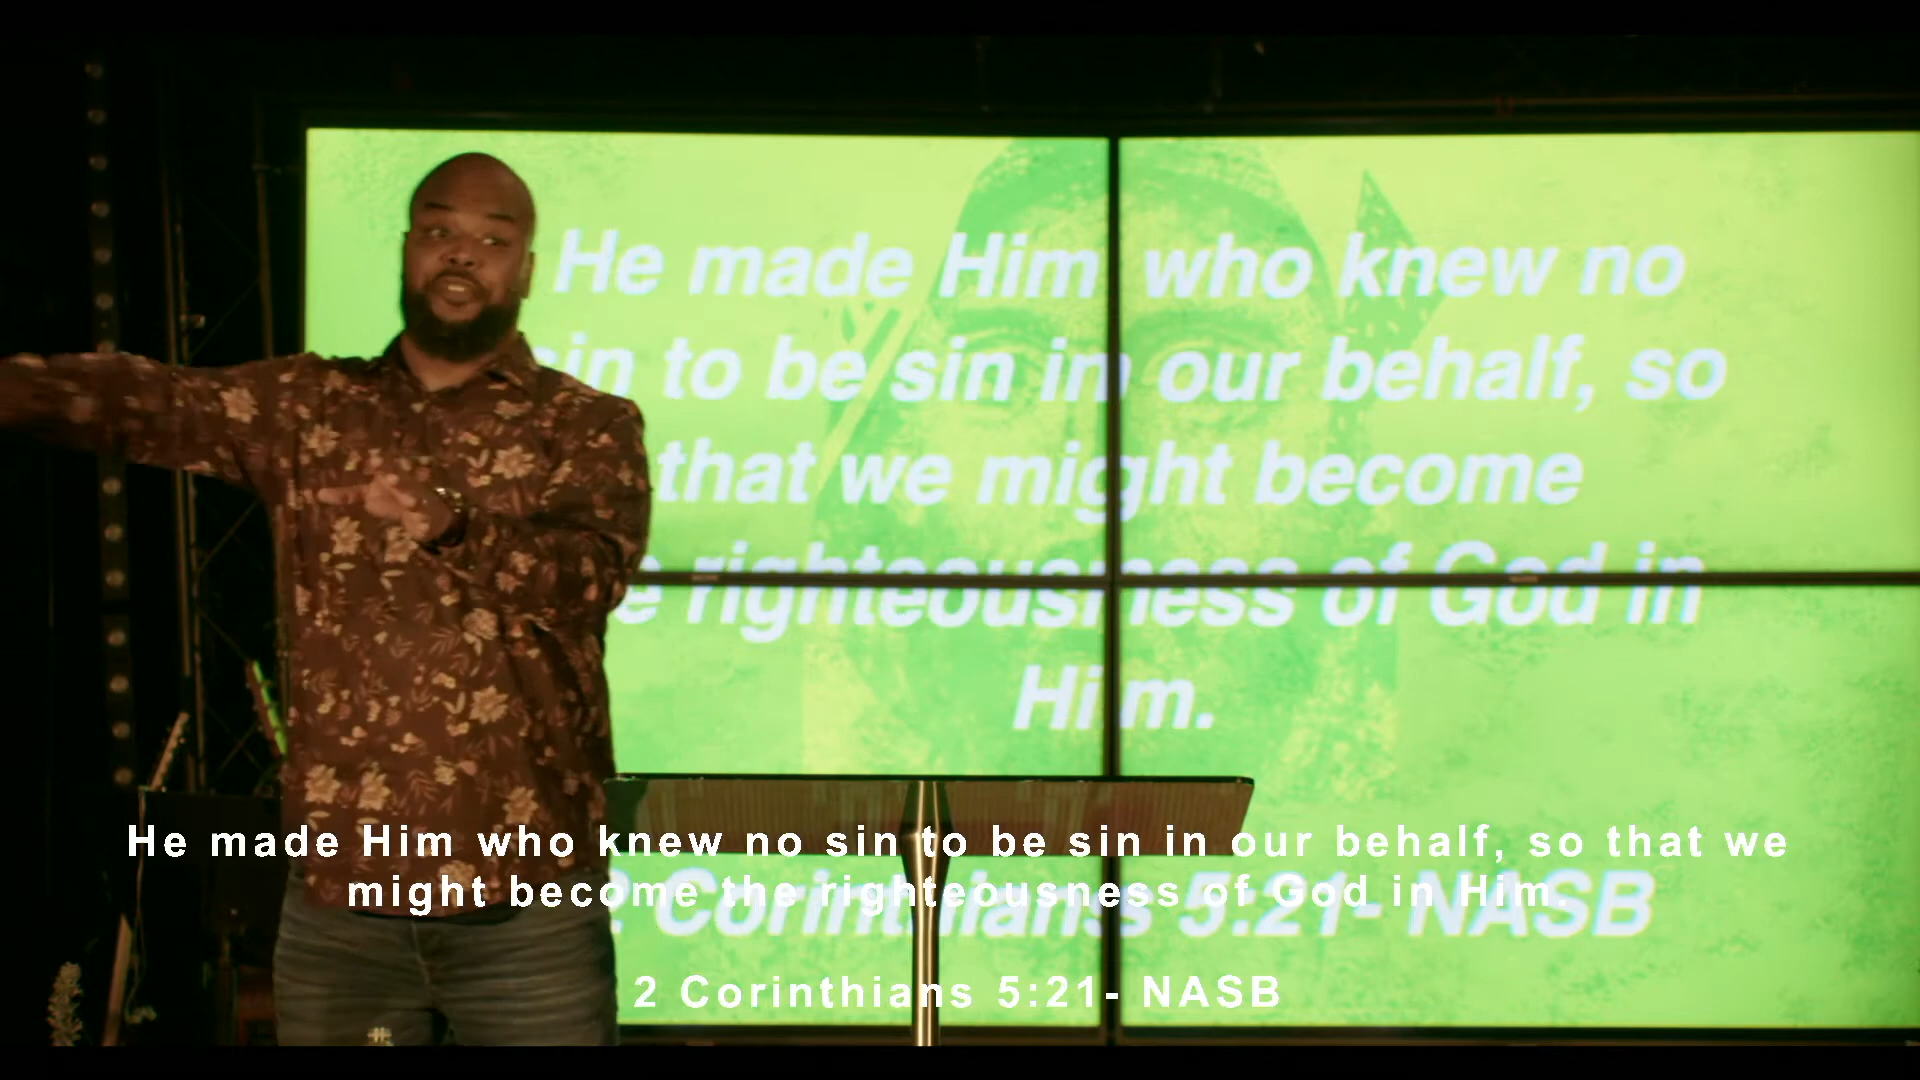 He made Him who knew no
sin to be sin in our behalf, so
that we might become
righteousness of God in
Him.
2 Corinthians 5:21- NASB
He made Him who knew no sin to be sin in our behalf, so that we
might become the righteousness of God in Him.
2 Corinthians 5:21- NASB